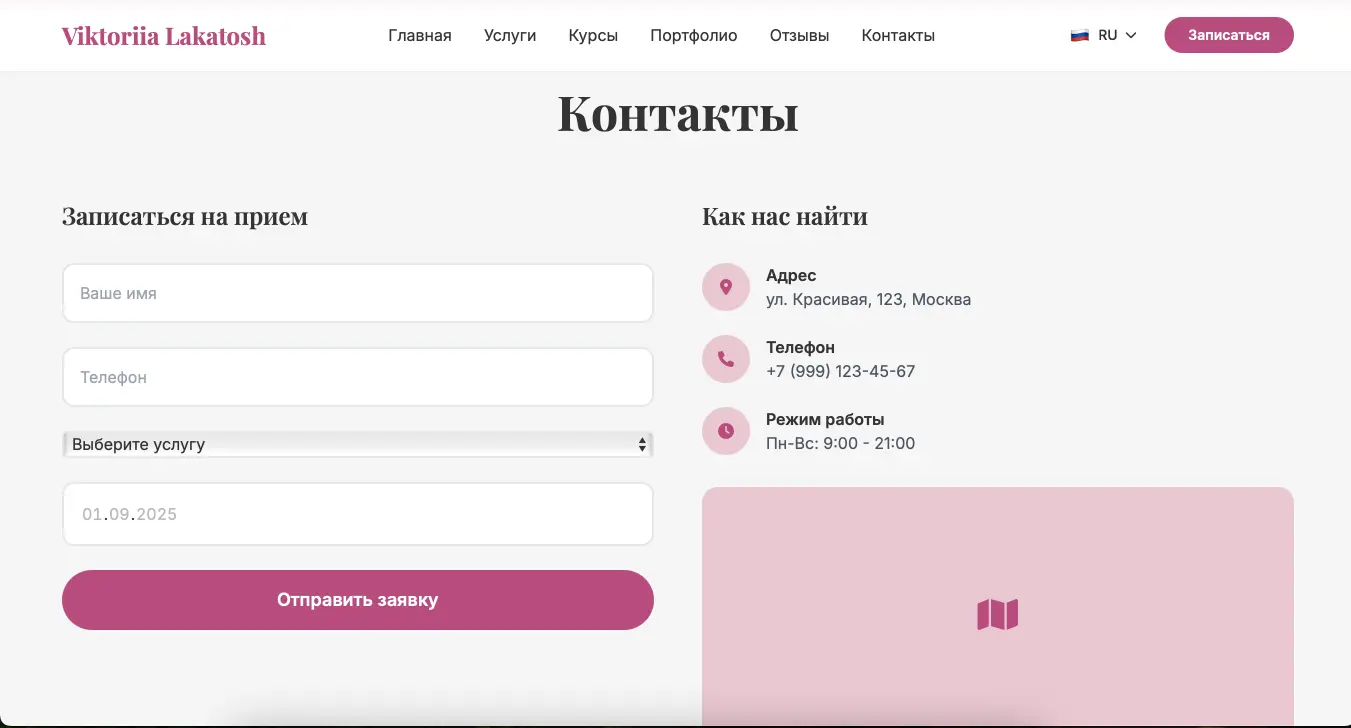 Viktoriia Lakatosh
Главная Услуги Курсы Портфолио Отзывы Контакты
RU
Записаться
Контакты
Записаться на прием
Ваше имя
Телефон
Выберите услугу
01.09.2025
Отправить заявку
Как нас найти
Адрес
ул. Красивая, 123, Москва
Телефон
+7 (999) 123-45-67
Режим работы
Пн-Вс: 9:00 - 21:00